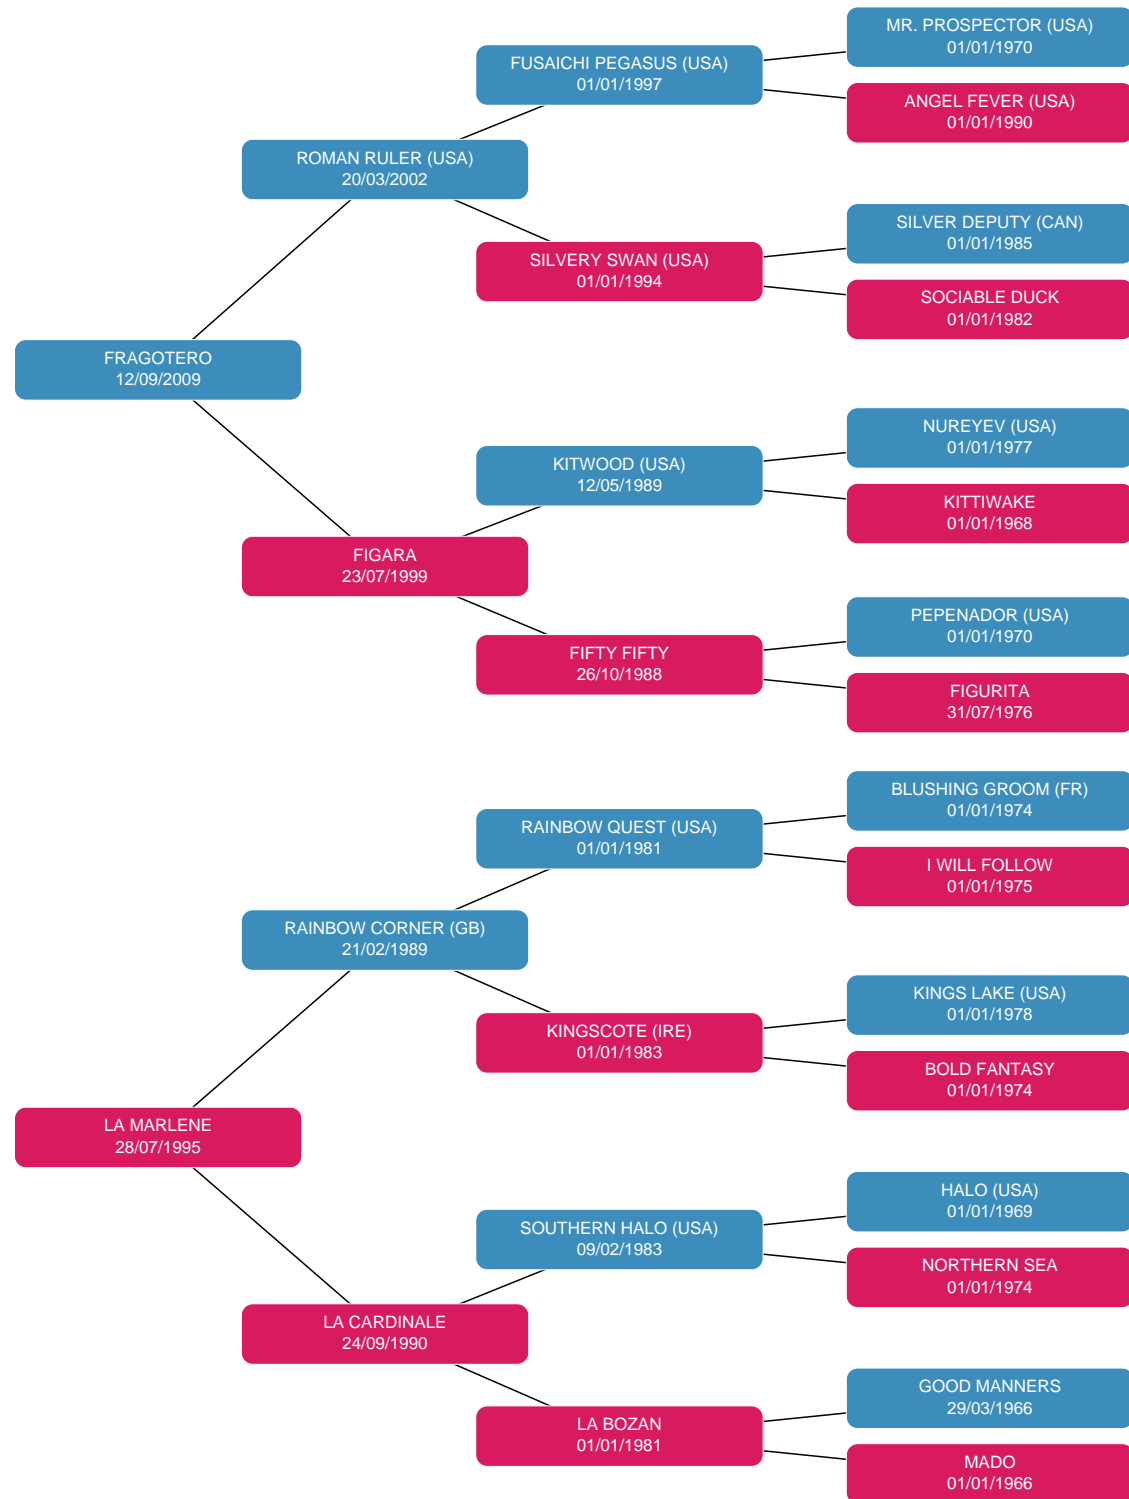 MR. PROSPECTOR (USA)
01/01/1970
FUSAICHI PEGASUS (USA)
01/01/1997
ANGEL FEVER (USA)
01/01/1990
ROMAN RULER (USA)
20/03/2002
SILVER DEPUTY (CAN)
01/01/1985
SILVERY SWAN (USA)
01/01/1994
SOCIABLE DUCK
01/01/1982
FRAGOTERO
12/09/2009
NUREYEV (USA)
01/01/1977
KITWOOD (USA)
12/05/1989
KITTIWAKE
01/01/1968
FIGARA
23/07/1999
PEPENADOR (USA)
01/01/1970
FIFTY FIFTY
26/10/1988
FIGURITA
31/07/1976
BLUSHING GROOM (FR)
01/01/1974
RAINBOW QUEST (USA)
01/01/1981
I WILL FOLLOW
01/01/1975
RAINBOW CORNER (GB)
21/02/1989
KINGS LAKE (USA)
01/01/1978
KINGSCOTE (IRE)
01/01/1983
BOLD FANTASY
01/01/1974
LA MARLENE
28/07/1995
HALO (USA)
01/01/1969
SOUTHERN HALO (USA)
09/02/1983
NORTHERN SEA
01/01/1974
LA CARDINALE
24/09/1990
GOOD MANNERS
29/03/1966
LA BOZAN
01/01/1981
MADO
01/01/1966